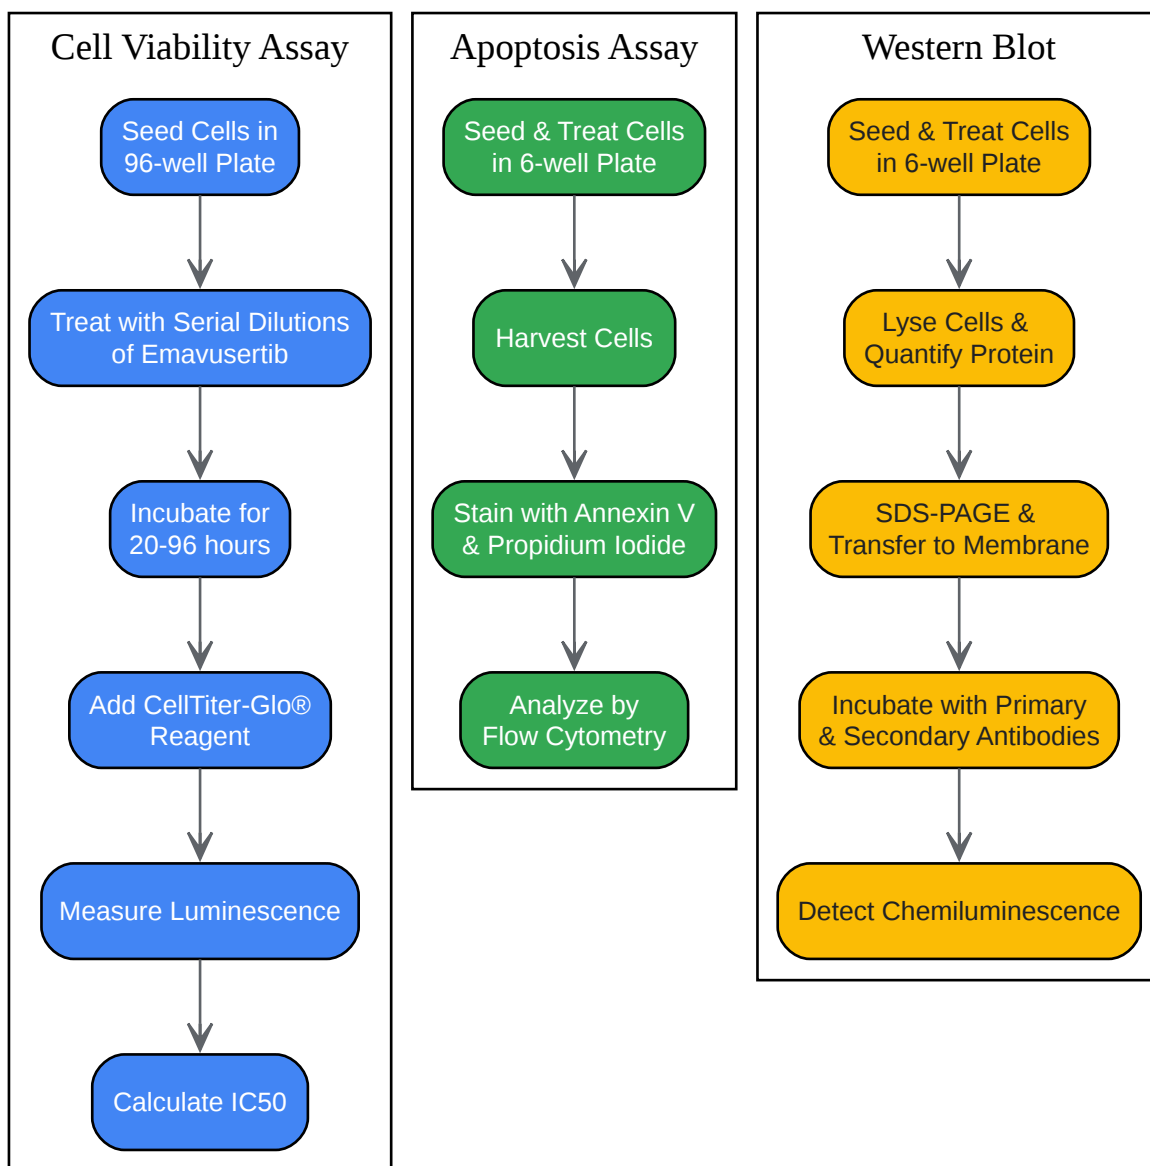 Cell Viability Assay
Seed Cells in
96-well Plate
Treat with Serial Dilutions
of Emavusertib
Incubate for
20-96 hours
Add CellTiter-Glo®
Reagent
Measure Luminescence
Calculate IC50
Apoptosis Assay
Seed & Treat Cells
in 6-well Plate
Harvest Cells
Stain with Annexin V
& Propidium Iodide
Analyze by
Flow Cytometry
Western Blot
Seed & Treat Cells
in 6-well Plate
Lyse Cells &
Quantify Protein
SDS-PAGE &
Transfer to Membrane
Incubate with Primary
& Secondary Antibodies
Detect Chemiluminescence